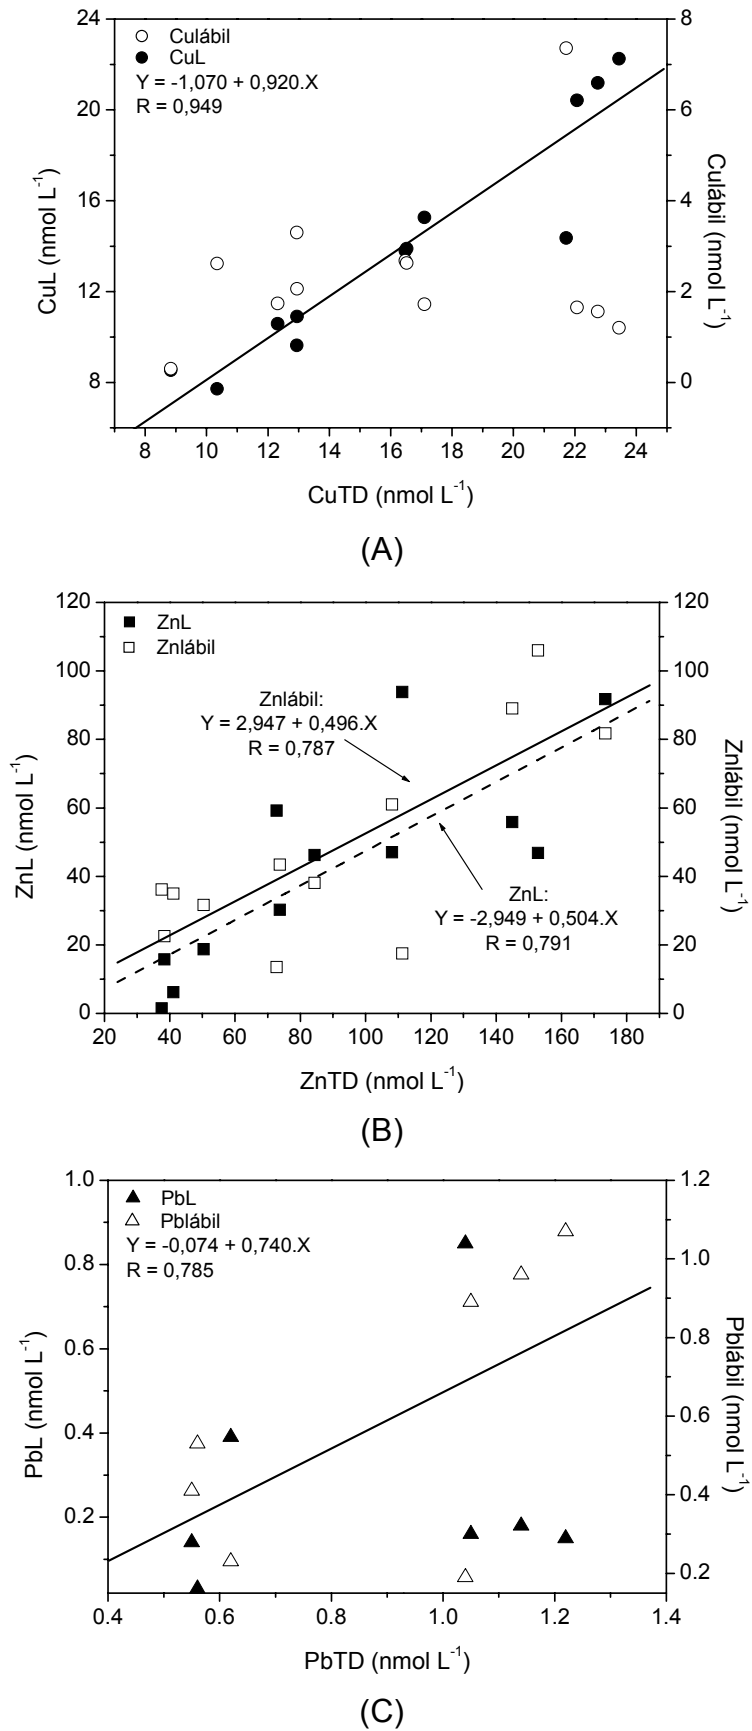 Culábil
CuL
Y = -1,070 + 0,920.X
R = 0,949
24
20
16
12
8
8
6
4
2
0
CuL (nmol L-1)
Culábil (nmol L-1)
8 10 12 14 16 18 20 22 24
CuTD (nmol L-1)
(A)
ZnL
Znlábil
Znlábil:
Y = 2,947 + 0,496.X
R = 0,787
ZnL:
Y = -2,949 + 0,504.X
R = 0,791
120
100
80
60
40
20
0
120
100
80
60
40
20
0
ZnL (nmol L-1)
Znlábil (nmol L-1)
20 40 60 80 100 120 140 160 180
ZnTD (nmol L-1)
(B)
PbL
Pblábil
Y = -0,074 + 0,740.X
R = 0,785
1.0
0.8
0.6
0.4
0.2
1.2
1.0
0.8
0.6
0.4
0.2
PbL (nmol L-1)
Pblábil (nmol L-1)
0.4 0.6 0.8 1.0 1.2 1.4
PbTD (nmol L-1)
(C)